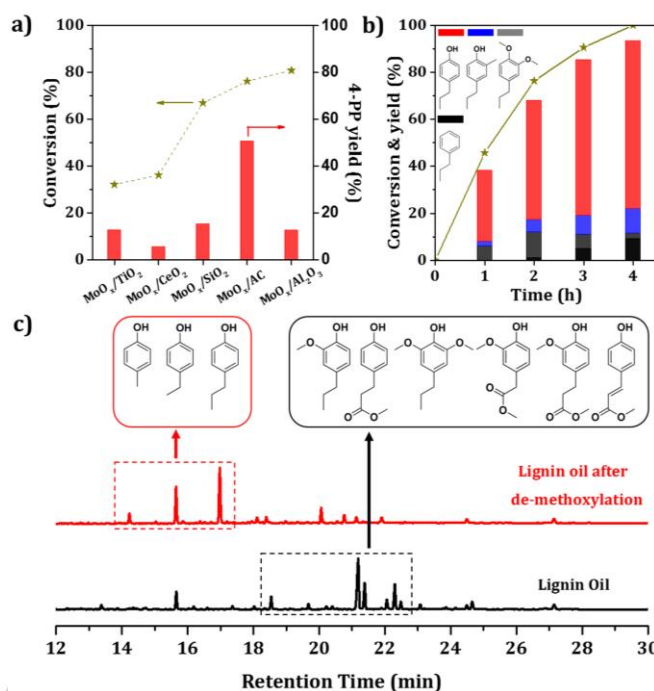 a)
100
80
60
40
20
0
Conversion (%)
100
80
60
40
20
0
4-PP yield (%)
MoOₓ/TiO₂
MoOₓ/CeO₂
MoOₓ/SiO₂
MoOₓ/AC
MoOₓ/Al₂O₃
b)
100
80
60
40
20
0
Conversion & yield (%)
OH
OH
O
O
0 1 2 3 4
Time (h)
c)
OH OH OH
OH OH OH OH OH OH
O O O O O O
O O O O
O O O O
Lignin oil after
de-methoxylation
Lignin Oil
12 14 16 18 20 22 24 26 28 30
Retention Time (min)